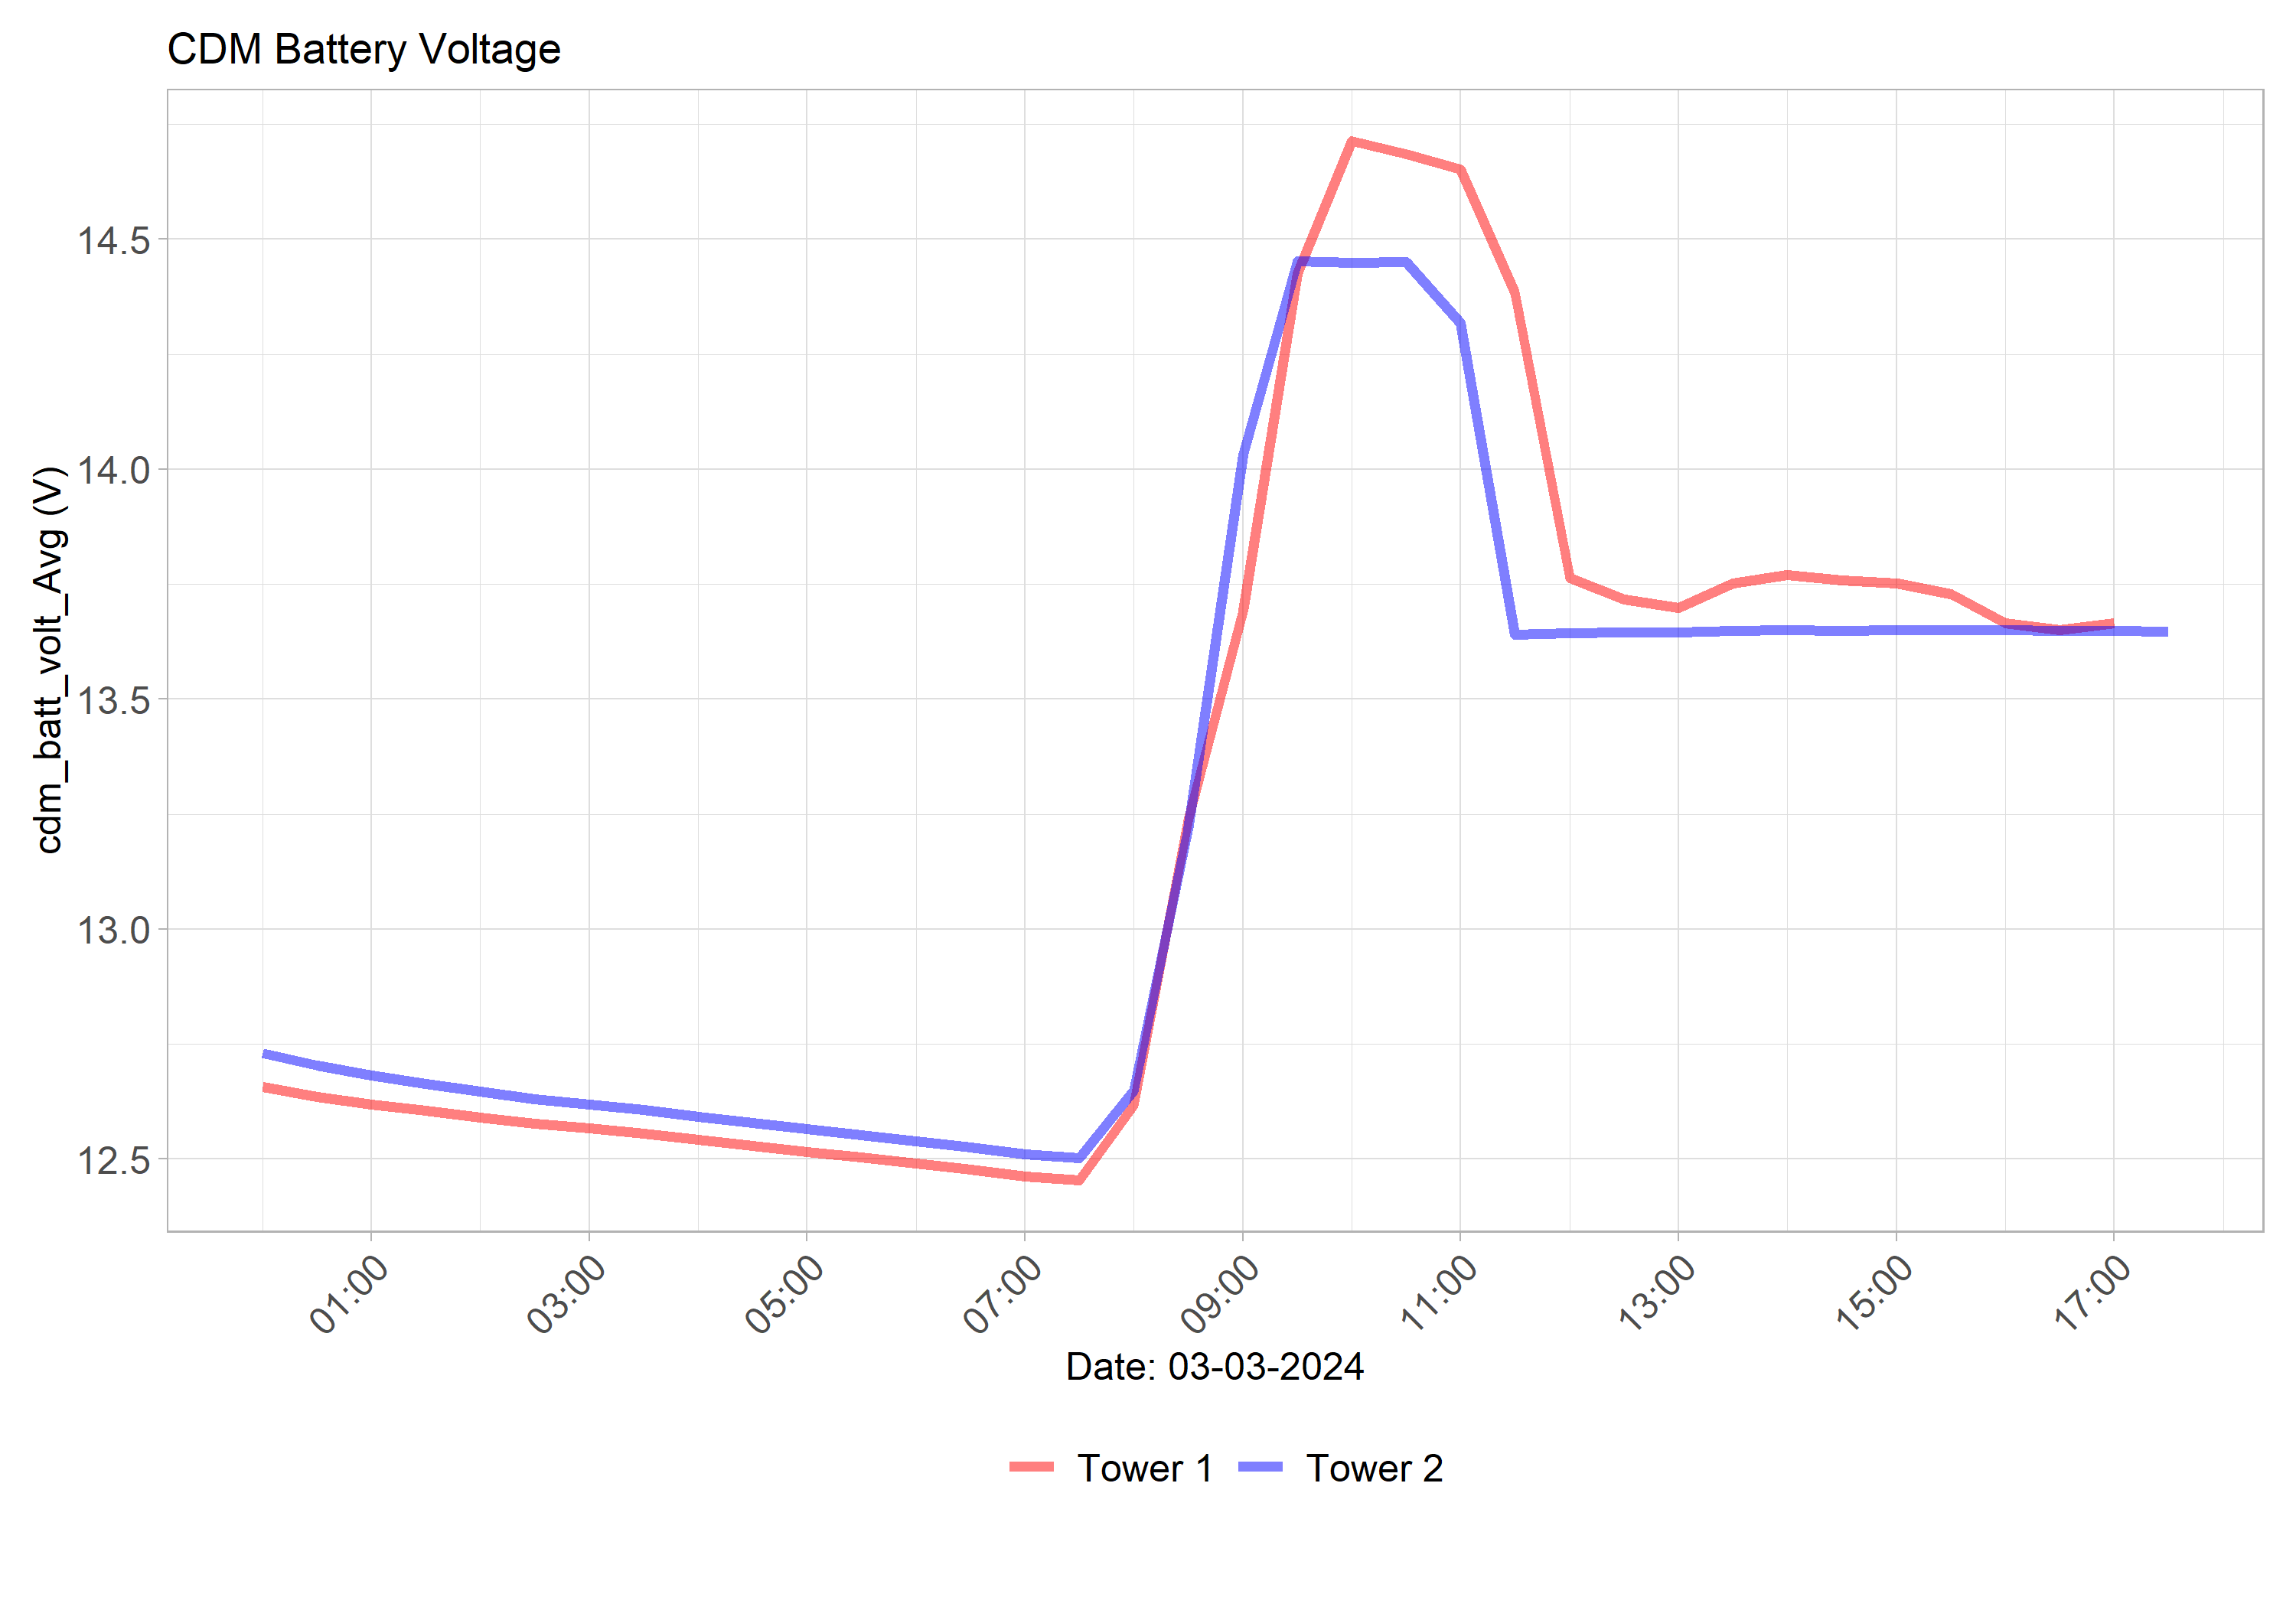 CDM Battery Voltage
cdm_batt_volt_Avg (V)
14.5
14.0
13.5
13.0
12.5
01:00 03:00 05:00 07:00 09:00 11:00 13:00 15:00 17:00
Date: 03-03-2024
Tower 1 Tower 2